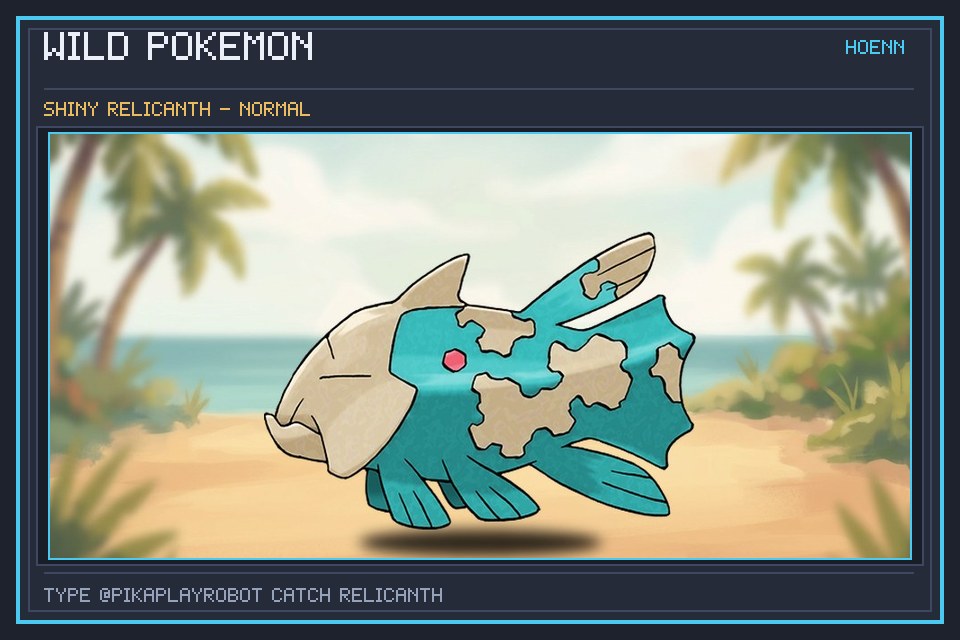 WILD POKEMON
HOENN
SHINY RELICANTH - NORMAL
TYPE @PIKAPLAYROBOT CATCH RELICANTH